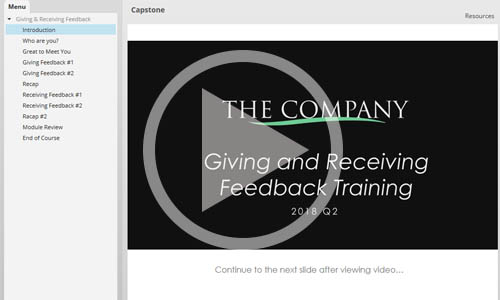 Menu
Giving & Receiving Feedback
Introduction
Who are you?
Great to Meet You
Giving Feedback #1
Giving Feedback #2
Recap
Receiving Feedback #1
Receiving Feedback #2
Racap #2
Module Review
End of Course
Capstone
Resources
THE COMPANY
Giving and Receiving
Feedback Training
2018 Q2
Continue to the next slide after viewing video...